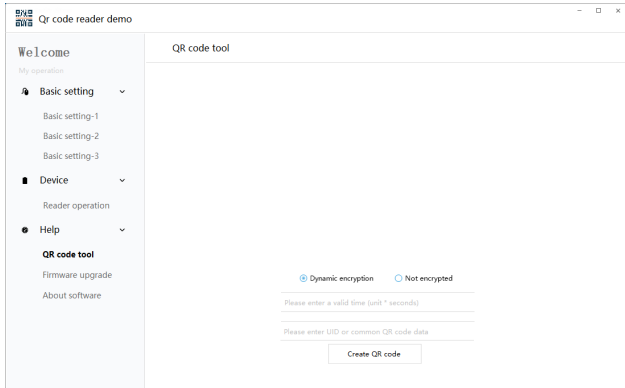 Qr code reader demo
Welcome
My operation
Basic setting
Basic setting-1
Basic setting-2
Basic setting-3
Device
Reader operation
Help
QR code tool
Firmware upgrade
About software
QR code tool
Dynamic encryption
Not encrypted
Please enter a valid time (unit * seconds)
Please enter UID or common QR code data
Create QR code